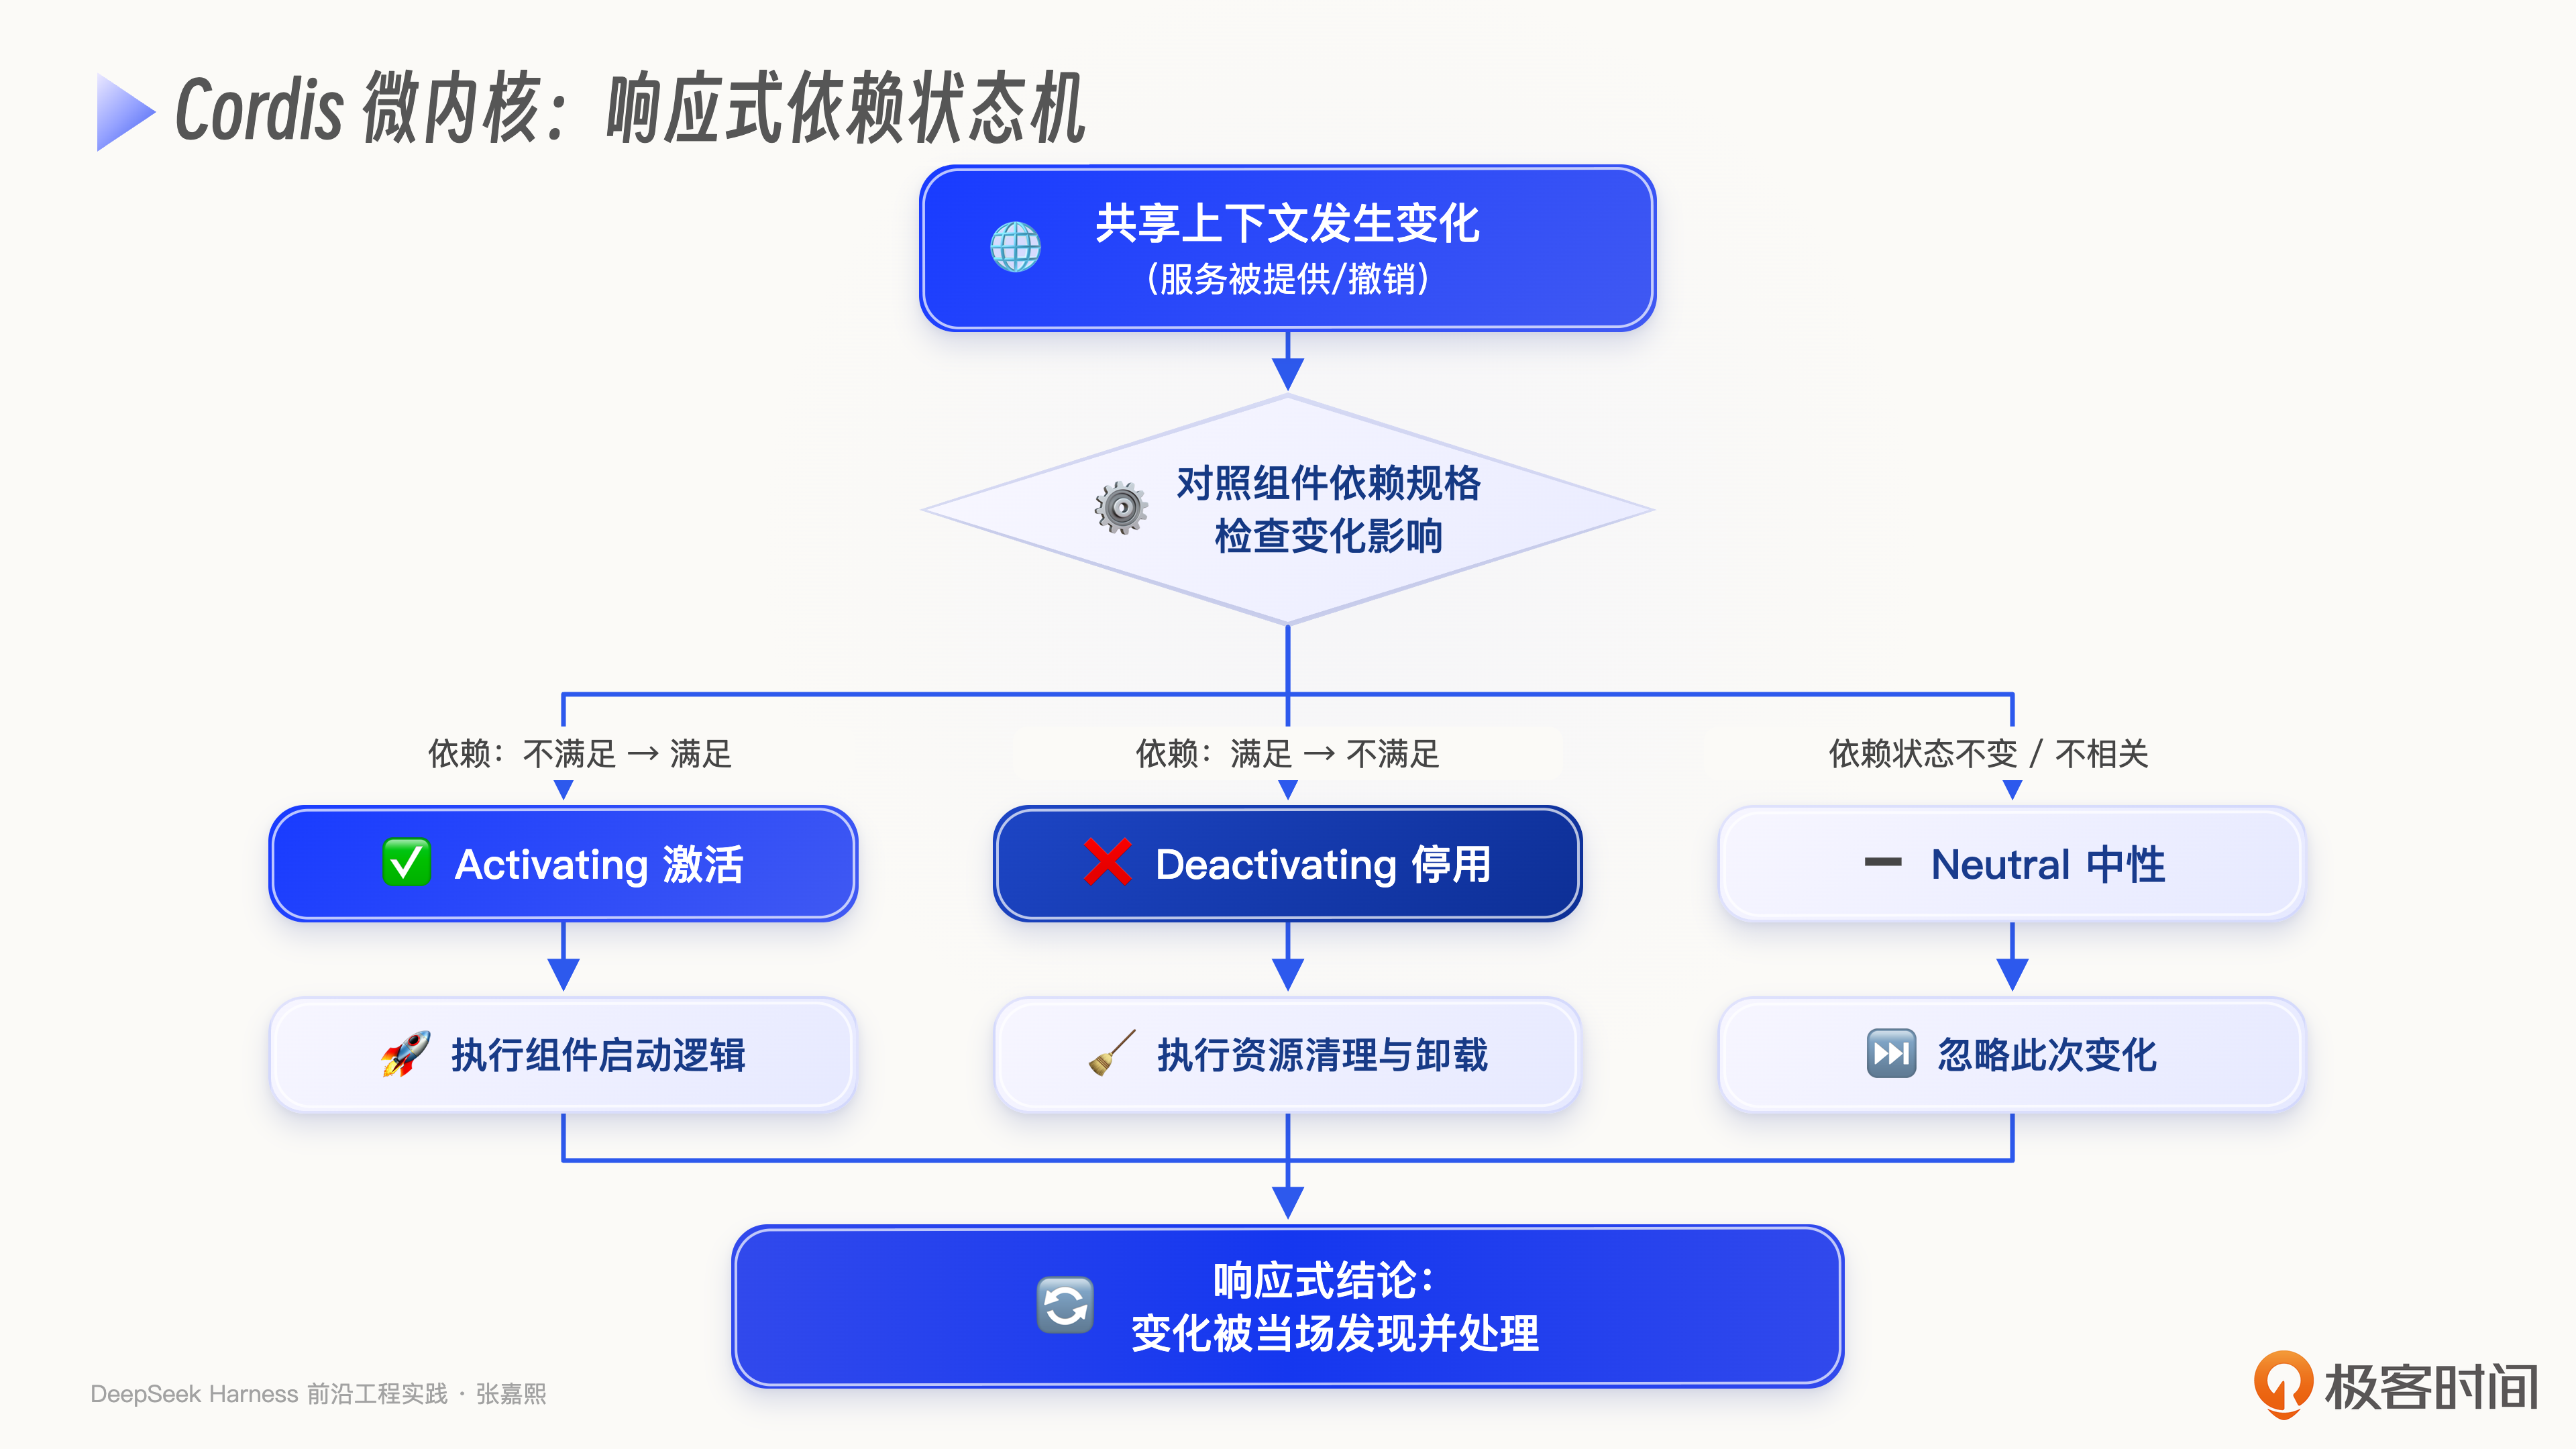 Cordis 微内核：响应式依赖状态机
共享上下文发生变化
(服务被提供/撤销)
对照组件依赖规格
检查变化影响
依赖：不满足 → 满足
依赖：满足 → 不满足
依赖状态不变 / 不相关
Activating 激活
Deactivating 停用
Neutral 中性
执行组件启动逻辑
执行资源清理与卸载
忽略此次变化
响应式结论：
变化被当场发现并处理
DeepSeek Harness 前沿工程实践 · 张嘉熙
极客时间